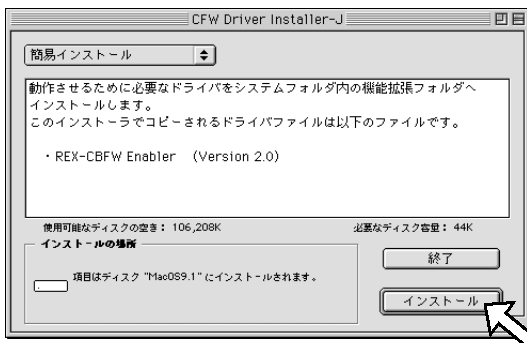 CFW Driver Installer-J
簡易インストール
動作させるために必要なドライバをシステムフォルダ内の機能拡張フォルダへ
インストールします。
このインストーラでコピーされるドライバファイルは以下のファイルです。
・REX-CBFW Enabler （Version 2.0）
使用可能なディスクの空き： 106,208K 必要なディスク容量： 44K
インストールの場所
項目はディスク "MacOS9.1" にインストールされます。
終了
インストール